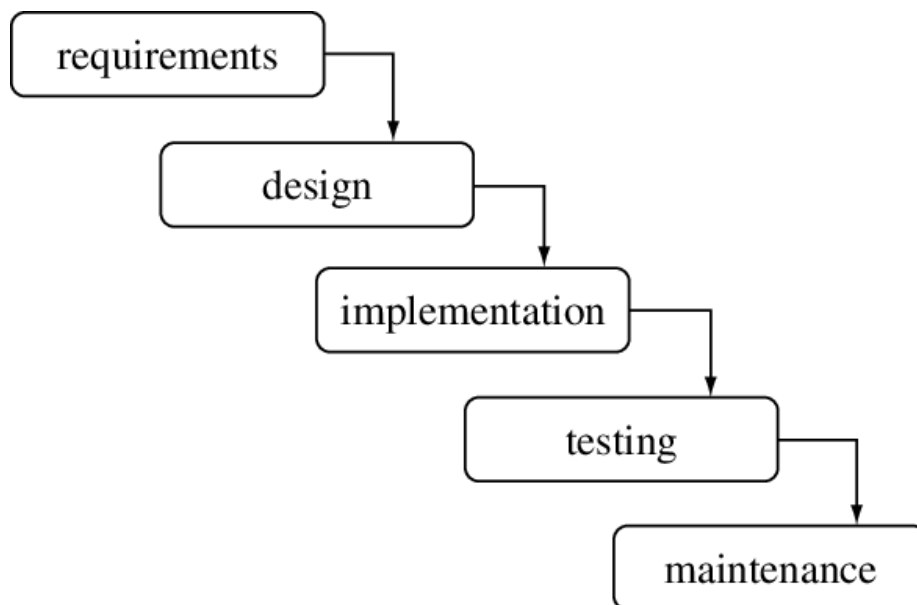 requirements
design
implementation
testing
maintenance